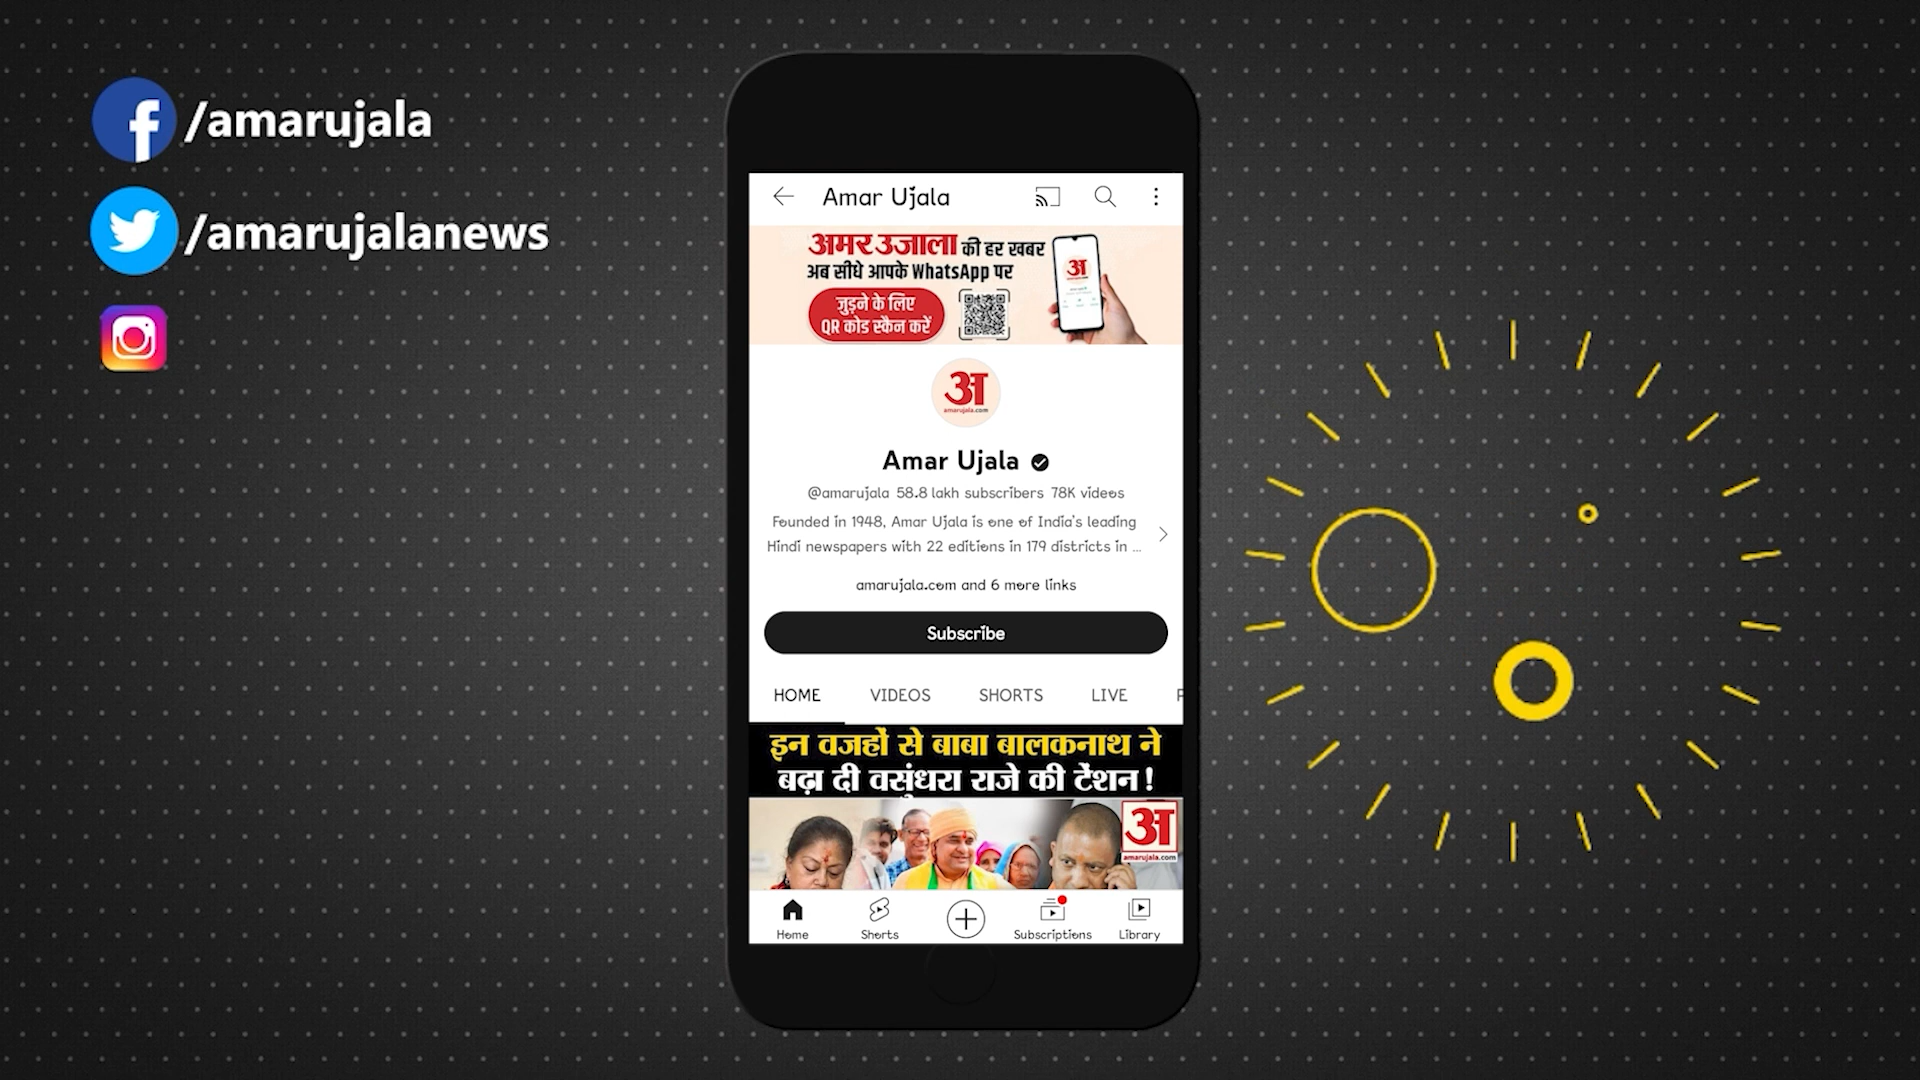 /amarujala
/amarujalanews
Amar Ujala
अमर उजाला की हर खबर
अब सीधे आपके WhatsApp पर
जुड़ने के लिए
QR कोड स्कैन करें
अ
अ
amarujala.com
Amar Ujala
@amarujala 58.8 lakh subscribers 78K videos
Founded in 1948, Amar Ujala is one of India's leading
Hindi newspapers with 22 editions in 179 districts in ...
amarujala.com and 6 more links
Subscribe
HOME VIDEOS SHORTS LIVE
इन वजहों से बाबा बालकनाथ ने
बढ़ा दी वसुंधरा राजे की टेंशन!
अ
amarujala.com
Home Shorts Subscriptions Library